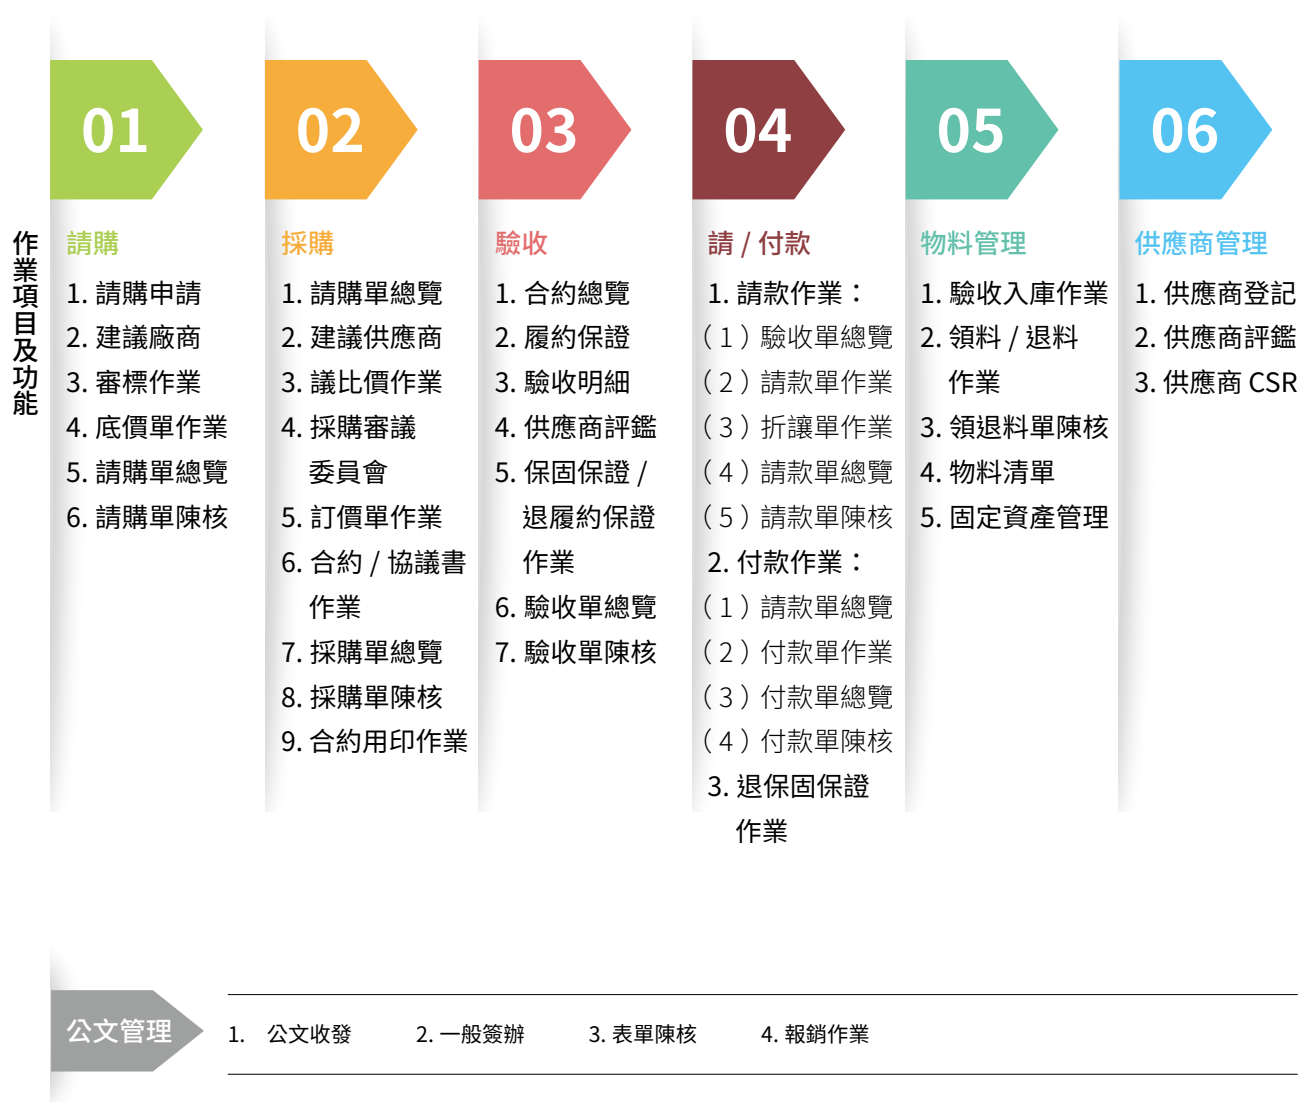 作業項目及功能
01
請購
1. 請購申請
2. 建議廠商
3. 審標作業
4. 底價單作業
5. 請購單總覽
6. 請購單陳核
02
採購
1. 請購單總覽
2. 建議供應商
3. 議比價作業
4. 採購審議
委員會
5. 訂價單作業
6. 合約 / 協議書
作業
7. 採購單總覽
8. 採購單陳核
9. 合約用印作業
03
驗收
1. 合約總覽
2. 履約保證
3. 驗收明細
4. 供應商評鑑
5. 保固保證 /
退履約保證
作業
6. 驗收單總覽
7. 驗收單陳核
04
請 / 付款
1. 請款作業：
（1）驗收單總覽
（2）請款單作業
（3）折讓單作業
（4）請款單總覽
（5）請款單陳核
2. 付款作業：
（1）請款單總覽
（2）付款單作業
（3）付款單總覽
（4）付款單陳核
3. 退保固保證
作業
05
物料管理
1. 驗收入庫作業
2. 領料 / 退料
作業
3. 領退料單陳核
4. 物料清單
5. 固定資產管理
06
供應商管理
1. 供應商登記
2. 供應商評鑑
3. 供應商 CSR
公文管理
1. 公文收發 2. 一般簽辦 3. 表單陳核 4. 報銷作業